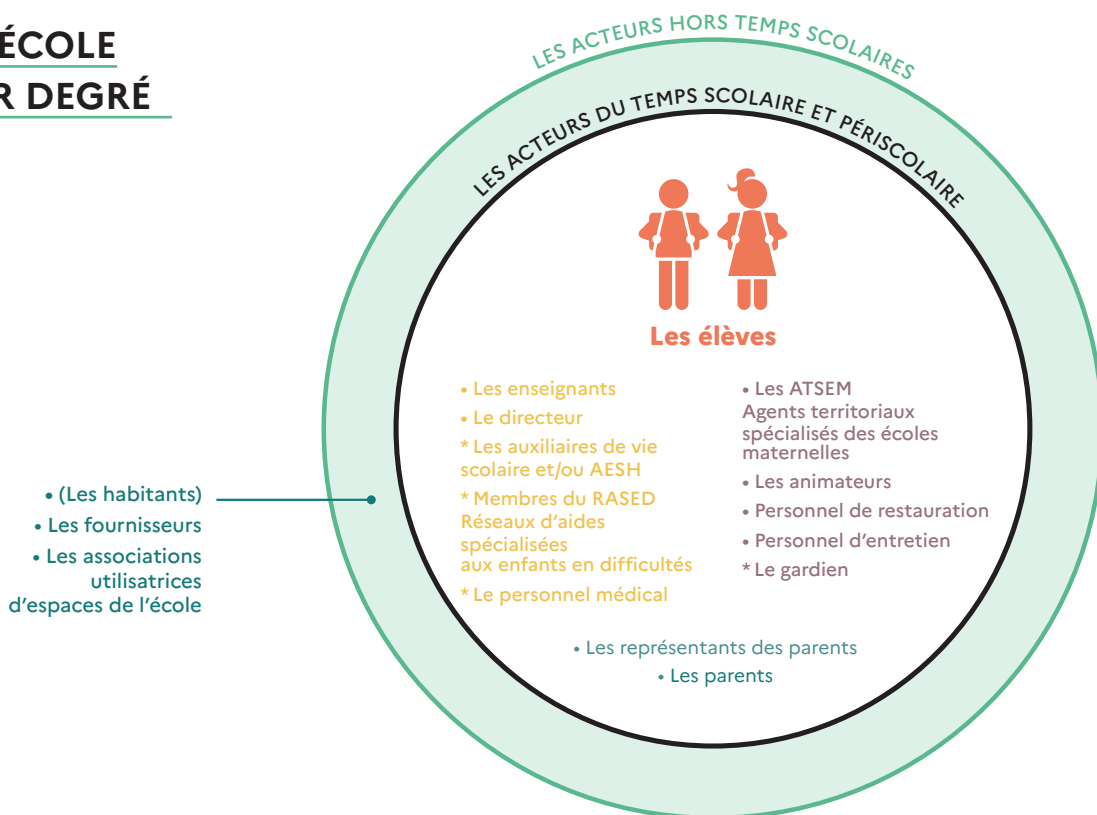 ÉCOLE
R DEGRÉ
LES ACTEURS HORS TEMPS SCOLAIRES
LES ACTEURS DU TEMPS SCOLAIRE ET PÉRISCOLAIRE
Les élèves
• Les enseignants
• Le directeur
* Les auxiliaires de vie
scolaire et/ou AESH
* Membres du RASED
Réseaux d'aides
spécialisées
aux enfants en difficultés
* Le personnel médical
• Les ATSEM
Agents territoriaux
spécialisés des écoles
maternelles
• Les animateurs
• Personnel de restauration
• Personnel d'entretien
* Le gardien
• Les représentants des parents
• Les parents
• (Les habitants)
• Les fournisseurs
• Les associations
utilisatrices
d'espaces de l'école